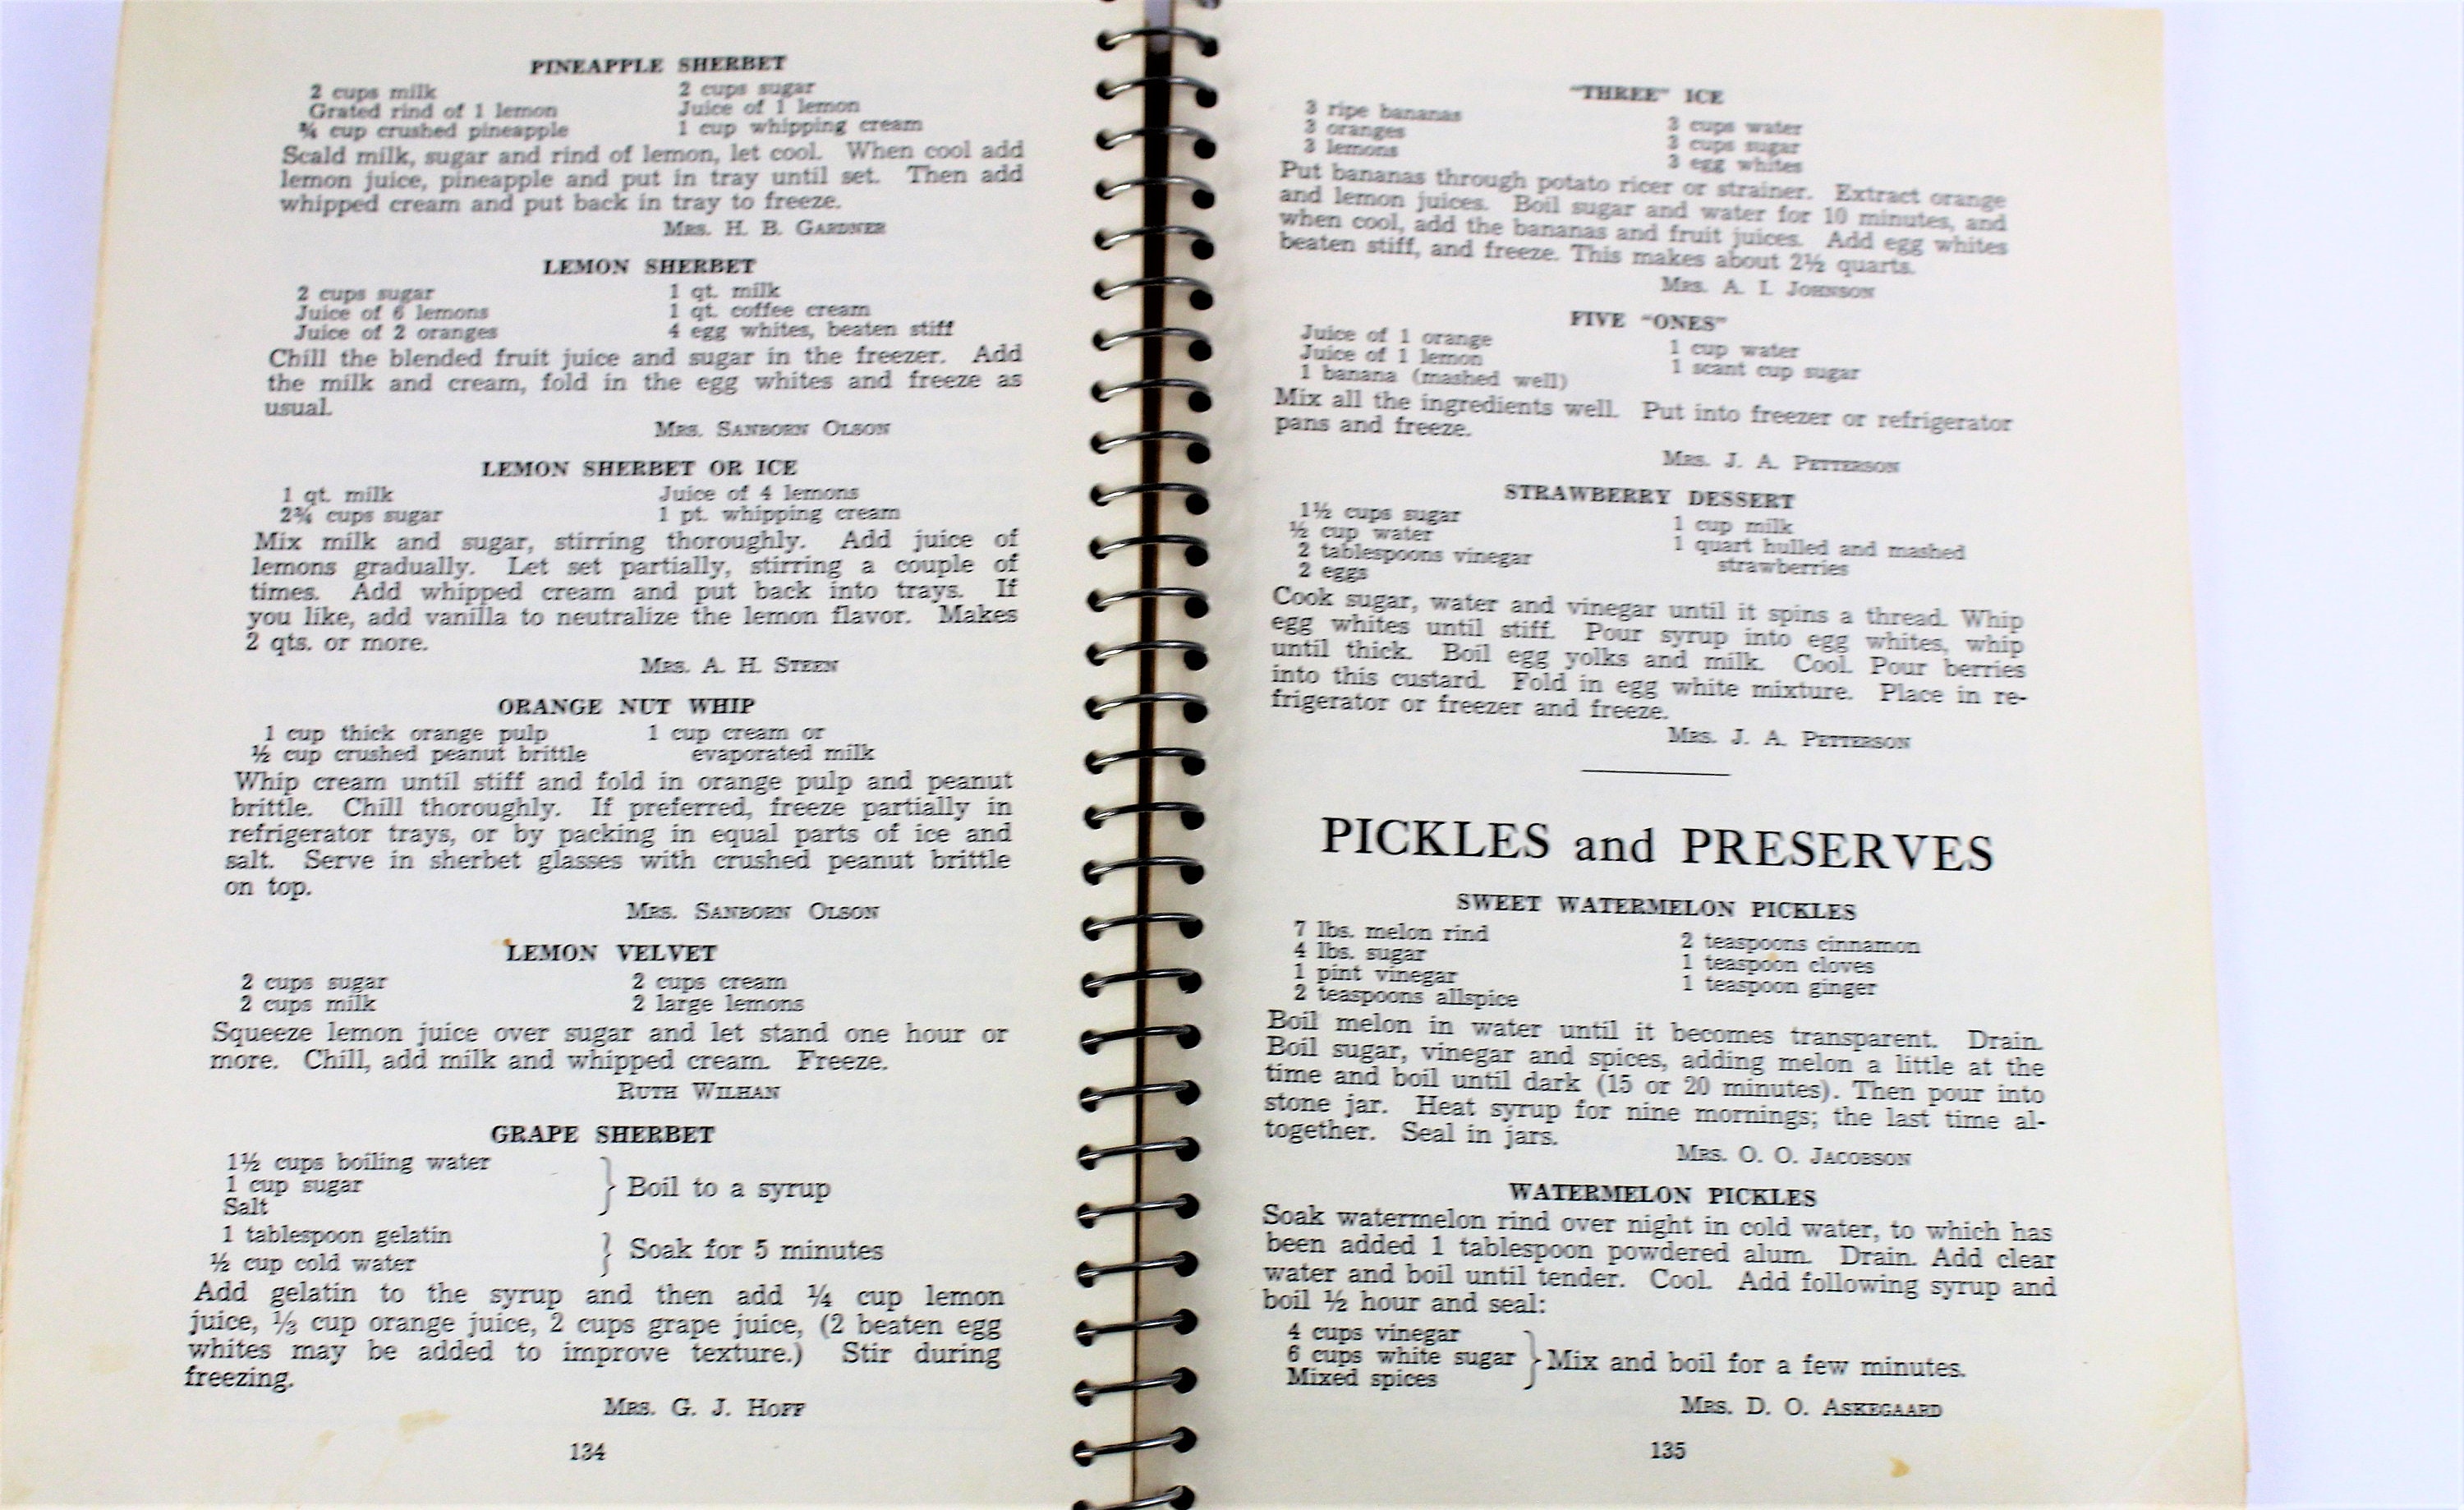 PINEAPPLE SHERBET
2 cups milk 2 cups sugar
Grated rind of 1 lemon Juice of 1 lemon
¾ cup crushed pineapple 1 cup whipping cream
Scald milk, sugar and rind of lemon, let cool. When cool add
lemon juice, pineapple and put in tray until set. Then add
whipped cream and put back in tray to freeze.
MRS. H. B. GARDNER
LEMON SHERBET
2 cups sugar 1 qt. milk
Juice of 6 lemons 1 qt. coffee cream
Juice of 2 oranges 4 egg whites, beaten stiff
Chill the blended fruit juice and sugar in the freezer. Add
the milk and cream, fold in the egg whites and freeze as
usual.
MRS. SANBORN OLSON
LEMON SHERBET OR ICE
1 qt. milk Juice of 4 lemons
2¾ cups sugar 1 pt. whipping cream
Mix milk and sugar, stirring thoroughly. Add juice of
lemons gradually. Let set partially, stirring a couple of
times. Add whipped cream and put back into trays. If
you like, add vanilla to neutralize the lemon flavor. Makes
2 qts. or more.
MRS. A. H. STEEN
ORANGE NUT WHIP
1 cup thick orange pulp 1 cup cream or
½ cup crushed peanut brittle evaporated milk
Whip cream until stiff and fold in orange pulp and peanut
brittle. Chill thoroughly. If preferred, freeze partially in
refrigerator trays, or by packing in equal parts of ice and
salt. Serve in sherbet glasses with crushed peanut brittle
on top.
MRS. SANBORN OLSON
LEMON VELVET
2 cups sugar 2 cups cream
2 cups milk 2 large lemons
Squeeze lemon juice over sugar and let stand one hour or
more. Chill, add milk and whipped cream. Freeze.
RUTH WILHAN
GRAPE SHERBET
1½ cups boiling water
1 cup sugar } Boil to a syrup
Salt
1 tablespoon gelatin
½ cup cold water } Soak for 5 minutes
Add gelatin to the syrup and then add ¼ cup lemon
juice, ⅓ cup orange juice, 2 cups grape juice, (2 beaten egg
whites may be added to improve texture.) Stir during
freezing.
MRS. G. J. HOFF
134
"THREE" ICE
3 ripe bananas 3 cups water
3 oranges 3 cups sugar
3 lemons 3 egg whites
Put bananas through potato ricer or strainer. Extract orange
and lemon juices. Boil sugar and water for 10 minutes, and
when cool, add the bananas and fruit juices. Add egg whites
beaten stiff, and freeze. This makes about 2½ quarts.
MRS. A. I. JOHNSON
FIVE "ONES"
Juice of 1 orange 1 cup water
Juice of 1 lemon 1 scant cup sugar
1 banana (mashed well)
Mix all the ingredients well. Put into freezer or refrigerator
pans and freeze.
MRS. J. A. PETTERSON
STRAWBERRY DESSERT
1½ cups sugar 1 cup milk
½ cup water 1 quart hulled and mashed
2 tablespoons vinegar strawberries
2 eggs
Cook sugar, water and vinegar until it spins a thread. Whip
egg whites until stiff. Pour syrup into egg whites, whip
until thick. Boil egg yolks and milk. Cool. Pour berries
into this custard. Fold in egg white mixture. Place in re-
frigerator or freezer and freeze.
MRS. J. A. PETTERSON
PICKLES and PRESERVES
SWEET WATERMELON PICKLES
7 lbs. melon rind 2 teaspoons cinnamon
4 lbs. sugar 1 teaspoon cloves
1 pint vinegar 1 teaspoon ginger
2 teaspoons allspice
Boil melon in water until it becomes transparent. Drain.
Boil sugar, vinegar and spices, adding melon a little at the
time and boil until dark (15 or 20 minutes). Then pour into
stone jar. Heat syrup for nine mornings; the last time al-
together. Seal in jars.
MRS. O. O. JACOBSON
WATERMELON PICKLES
Soak watermelon rind over night in cold water, to which has
been added 1 tablespoon powdered alum. Drain. Add clear
water and boil until tender. Cool. Add following syrup and
boil ½ hour and seal:
4 cups vinegar
6 cups white sugar } Mix and boil for a few minutes.
Mixed spices
MRS. D. O. ASKEGAARD
135